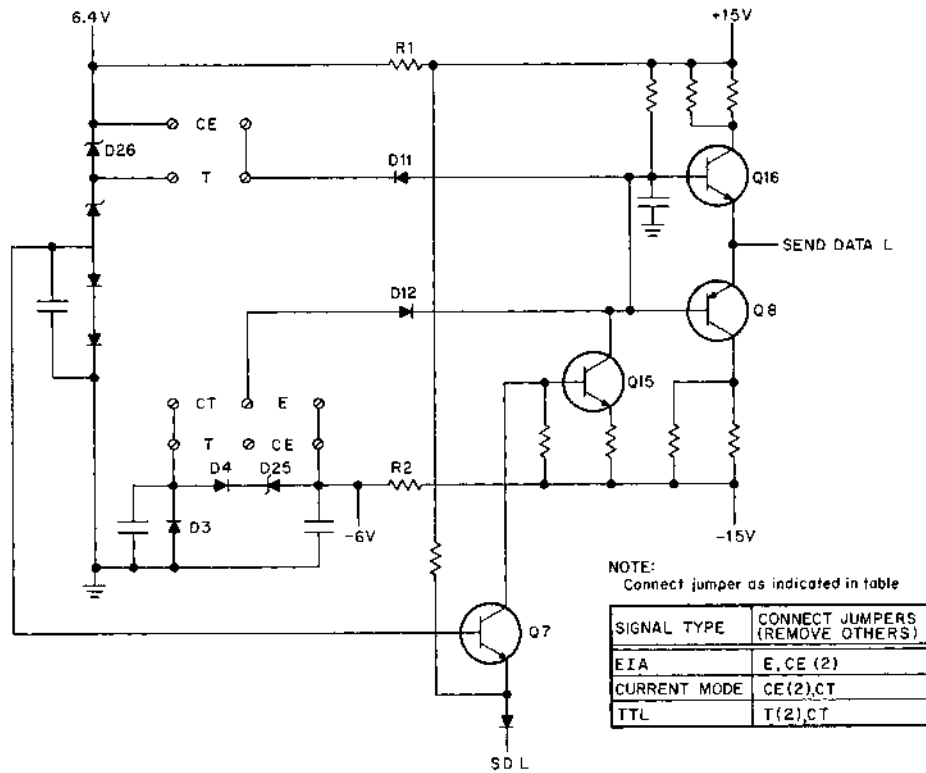 6.4V
+15V
R1
CE
D26
T
D11
Q16
SEND DATA L
D12
Q8
Q15
CT E
T CE
D4 D25
R2
D3
-6V
-15V
Q7
SD L
NOTE:
Connect jumper as indicated in table
SIGNAL TYPE CONNECT JUMPERS (REMOVE OTHERS)
EIA E, CE (2)
CURRENT MODE CE(2),CT
TTL T(2),CT